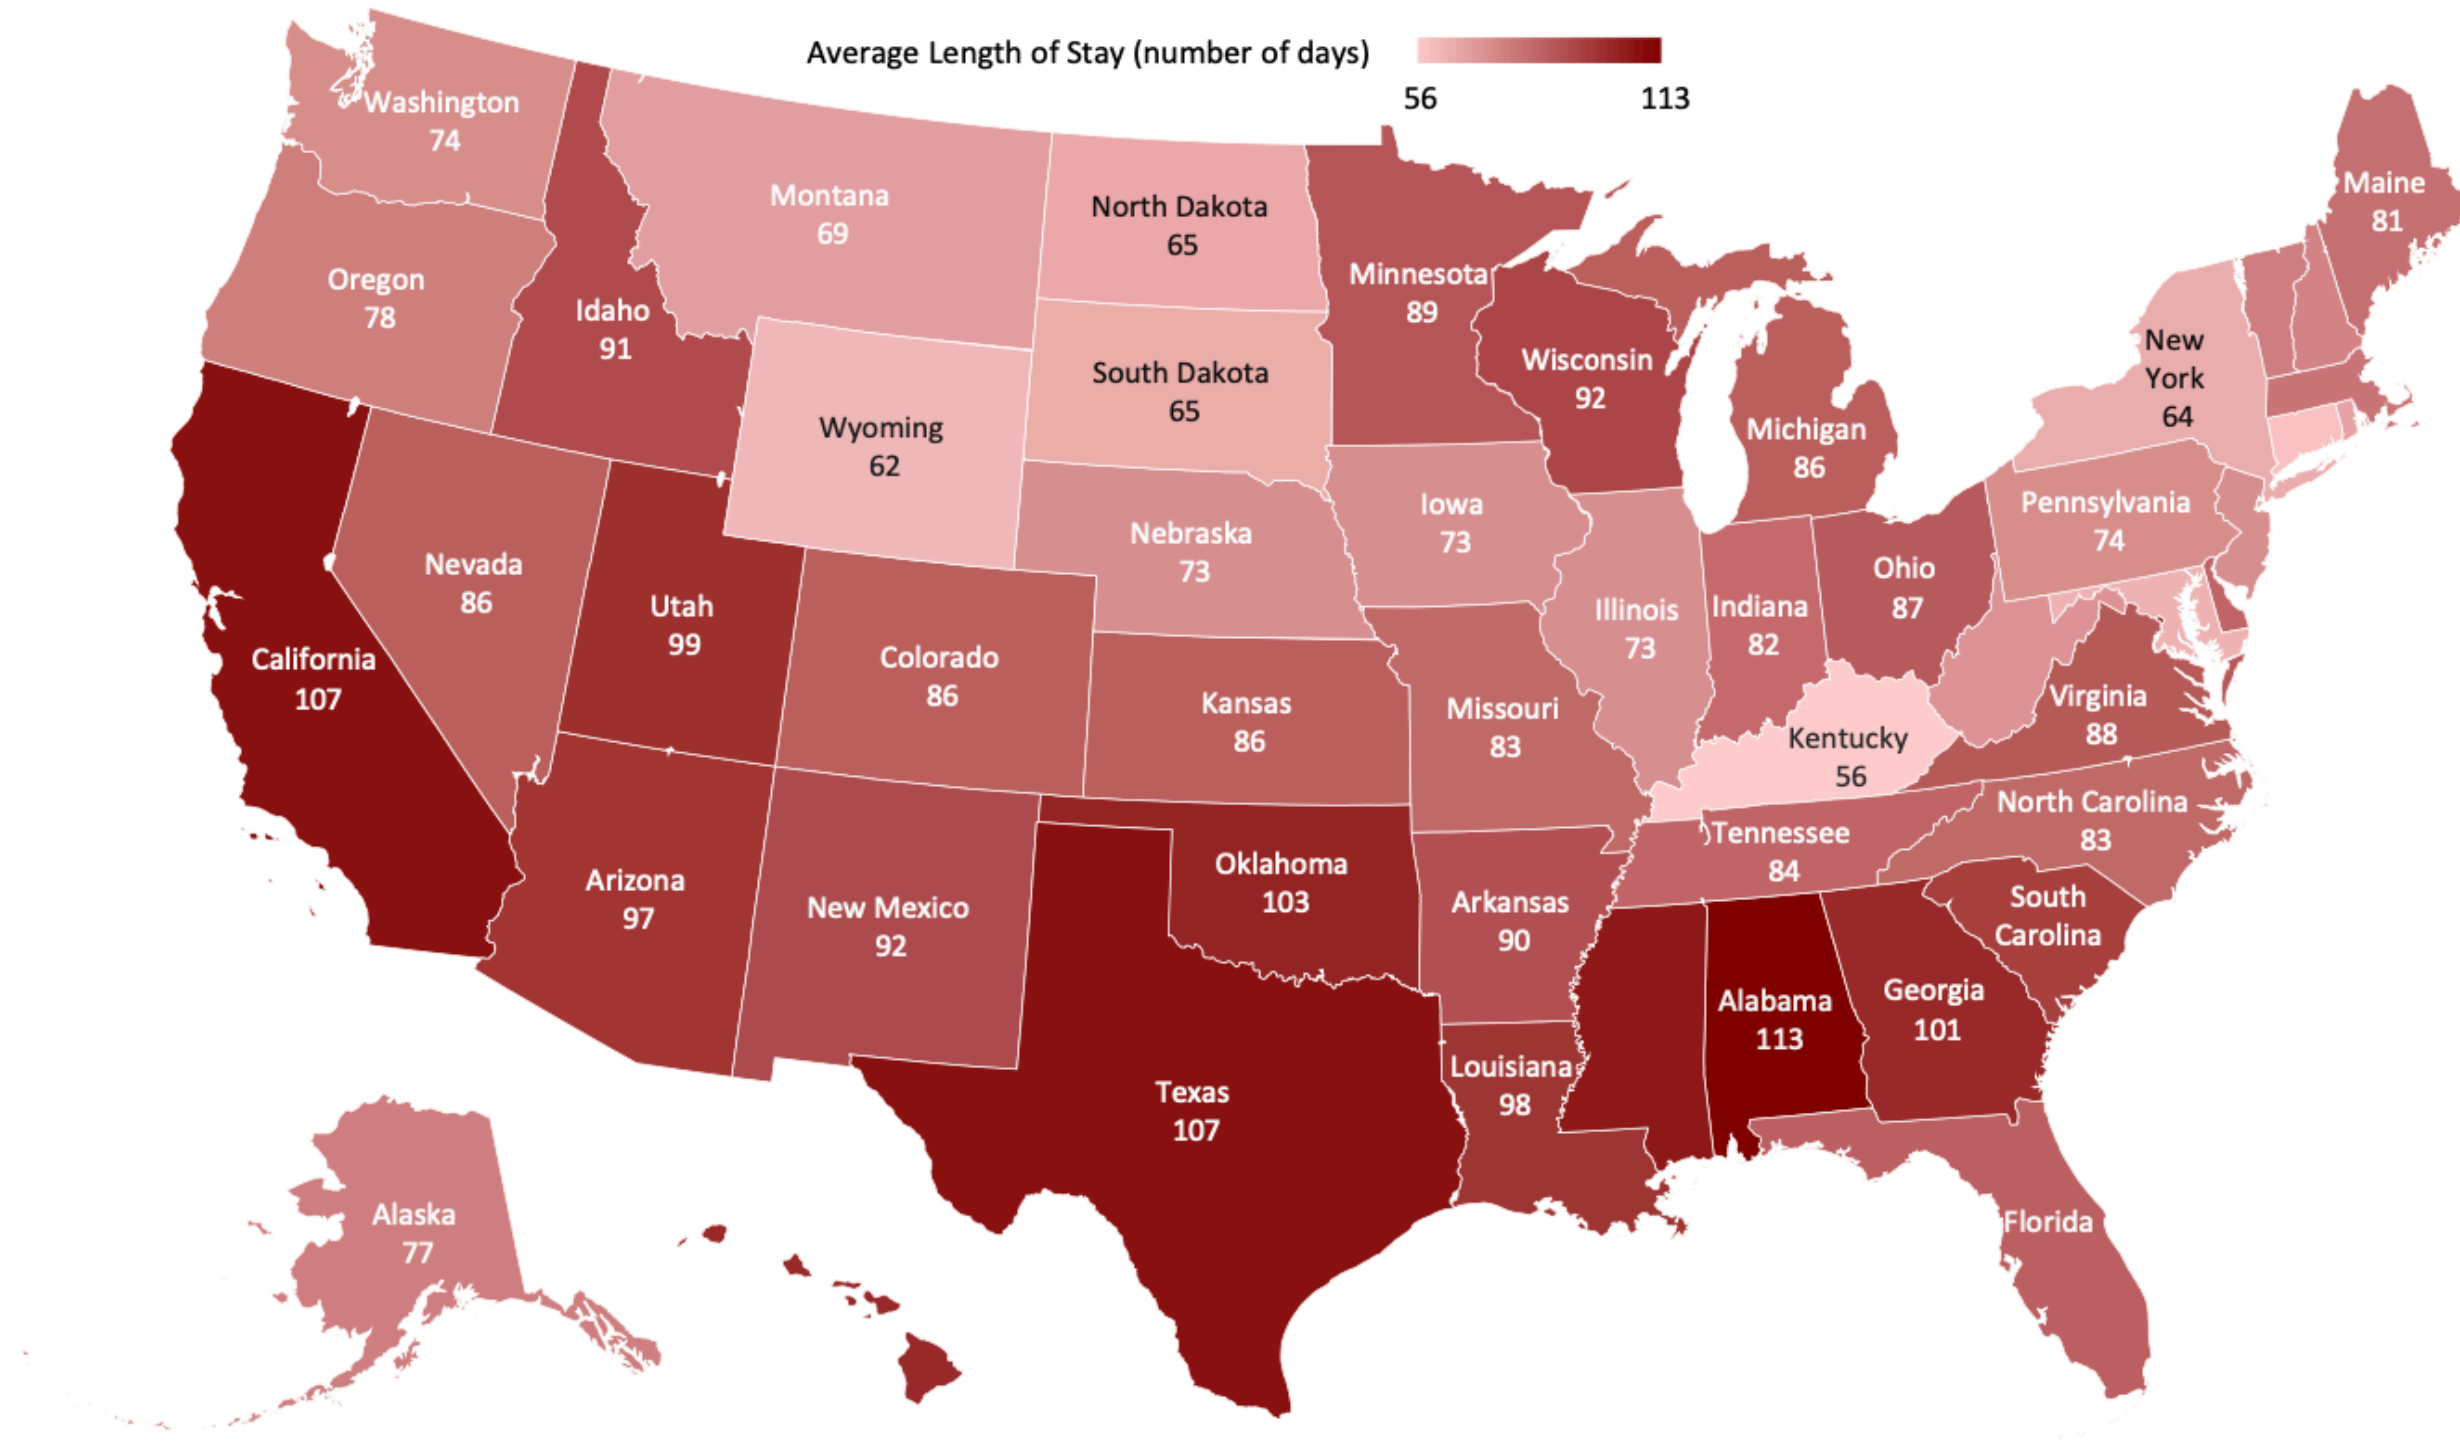 Average Length of Stay (number of days)
56
113
Washington
74
Oregon
78
Idaho
91
Montana
69
North Dakota
65
South Dakota
65
Wyoming
62
Minnesota
89
Wisconsin
92
Michigan
86
Maine
81
New
York
64
Pennsylvania
74
Nebraska
73
Iowa
73
Illinois
73
Indiana
82
Ohio
87
Nevada
86
Utah
99
Colorado
86
California
107
Kansas
86
Missouri
83
Kentucky
56
Virginia
88
North Carolina
83
Tennessee
84
South
Carolina
Arizona
97
New Mexico
92
Oklahoma
103
Arkansas
90
Alabama
113
Georgia
101
Louisiana
98
Texas
107
Florida
Alaska
77